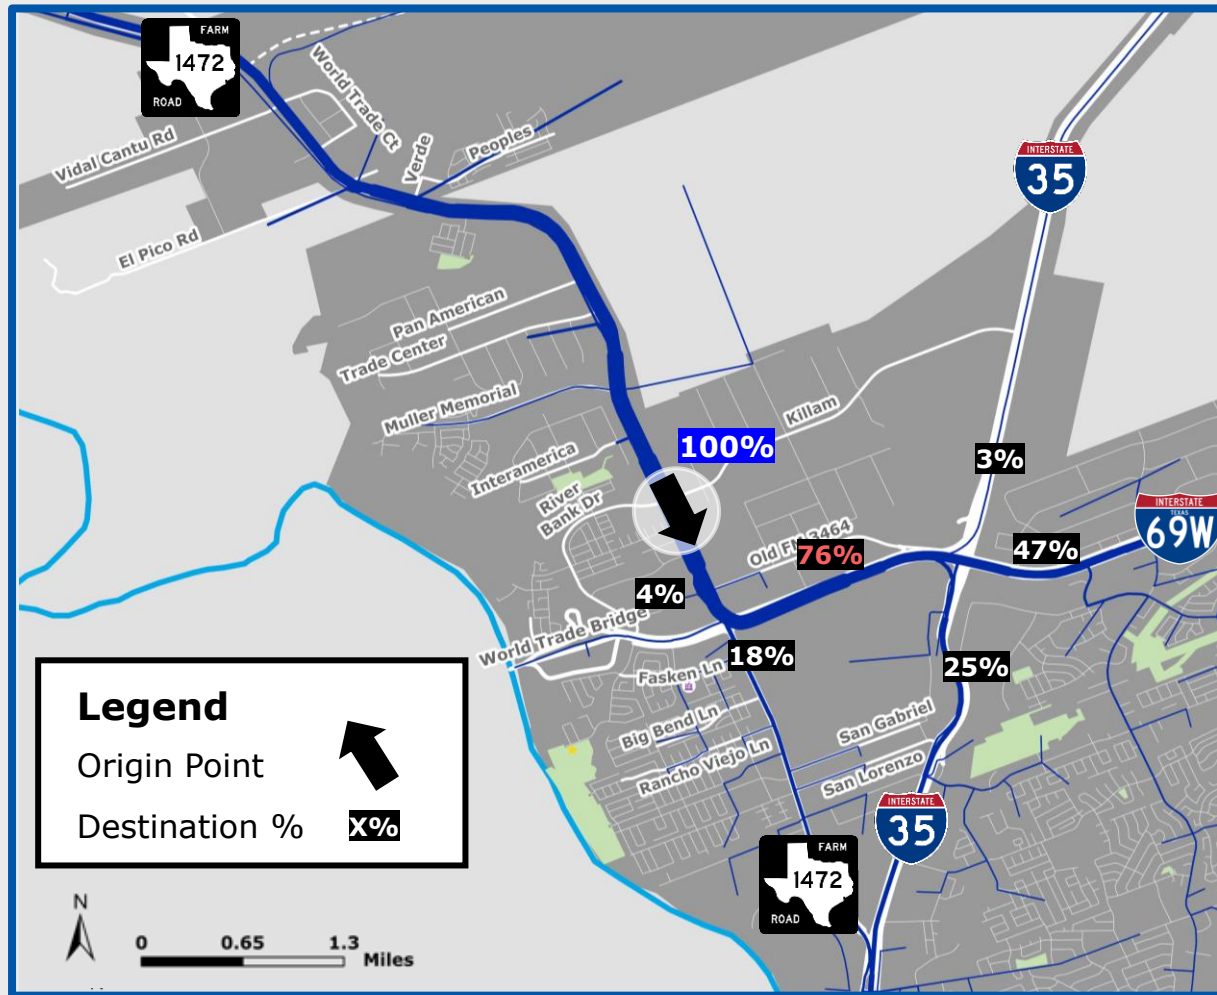 FARM
1472
ROAD
World Trade Ct
Vidal Cantu Rd
Verde
Peoples
INTERSTATE
35
El Pico Rd
Pan American
Trade Center
Muller Memorial
Killam
100%
3%
Interamerica
River
Bank Dr
INTERSTATE
TEXAS
69W
Old FM 3464
76%
47%
4%
World Trade Bridge
18%
Fasken Ln
25%
Big Bend Ln
San Gabriel
Rancho Viejo Ln
San Lorenzo
INTERSTATE
35
FARM
1472
ROAD
Legend
Origin Point
Destination %
X%
N
0 0.65 1.3
Miles